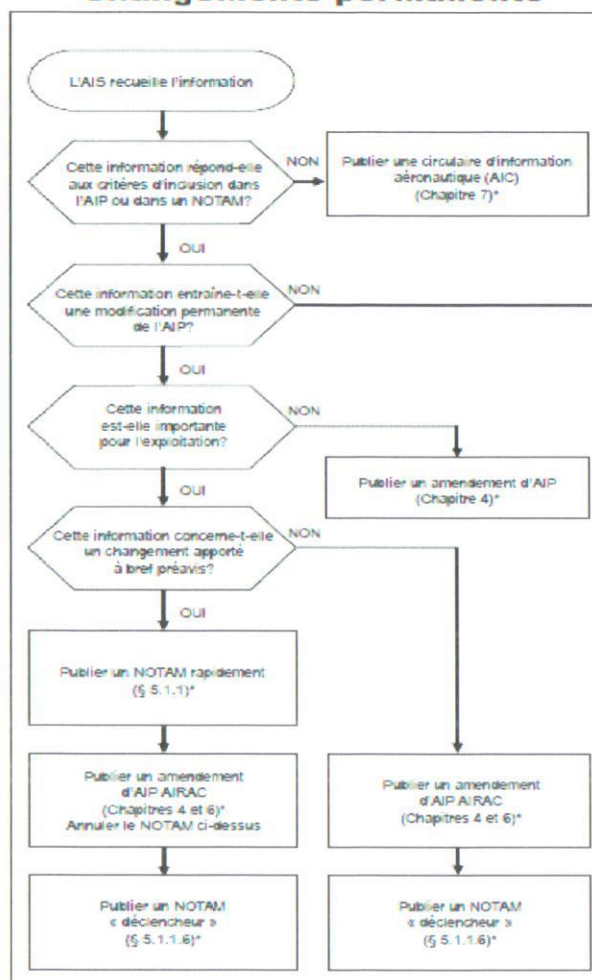 L'AIS recueille l'information
Cette information répond-elle
aux critères d'inclusion dans
l'AIP ou dans un NOTAM?
NON
Publier une circulaire d'information
aéronautique (AIC)
(Chapitre 7)*
OUI
Cette information entraîne-t-elle
une modification permanente
de l'AIP?
NON
OUI
Cette information
est-elle importante
pour l'exploitation?
NON
Publier un amendement d'AIP
(Chapitre 4)*
OUI
Cette information concerne-t-elle
un changement apporté
à bref préavis?
NON
OUI
Publier un NOTAM rapidement
(§ 5.1.1)*
Publier un amendement
d'AIP AIRAC
(Chapitres 4 et 6)*
Annuler le NOTAM ci-dessus
Publier un amendement
d'AIP AIRAC
(Chapitres 4 et 6)*
Publier un NOTAM
« déclencheur »
(§ 5.1.1.6)*
Publier un NOTAM
« déclencheur »
(§ 5.1.1.6)*